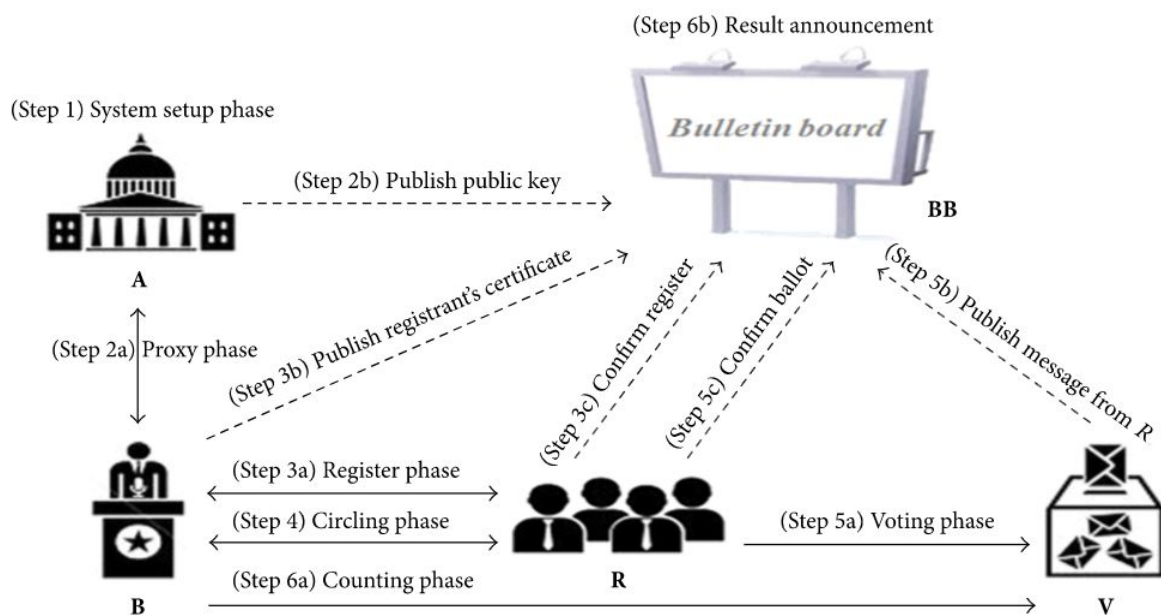 (Step 6b) Result announcement
(Step 1) System setup phase
Bulletin board
(Step 2b) Publish public key
BB
A
(Step 2a) Proxy phase
(Step 3b) Publish registrant's certificate
(Step 3c) Confirm register
(Step 5c) Confirm ballot
(Step 5b) Publish message from R
(Step 3a) Register phase
(Step 4) Circling phase
(Step 5a) Voting phase
(Step 6a) Counting phase
B
R
V